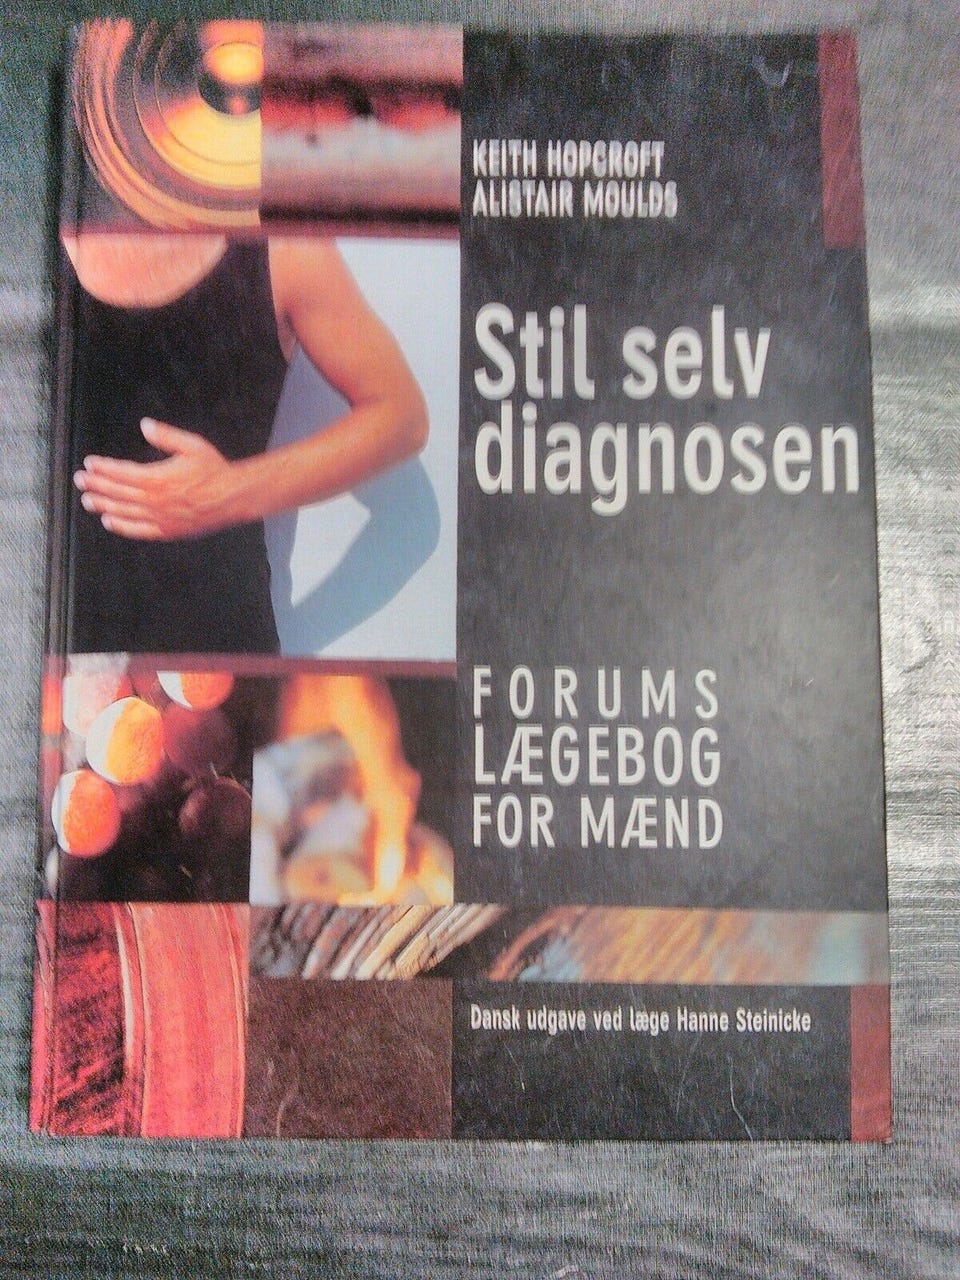 KEITH HOPCROFT
ALISTAIR MOULDS
Stil selv
diagnosen
FORUMS
LÆGEBOG
FOR MÆND
Dansk udgave ved læge Hanne Steinicke